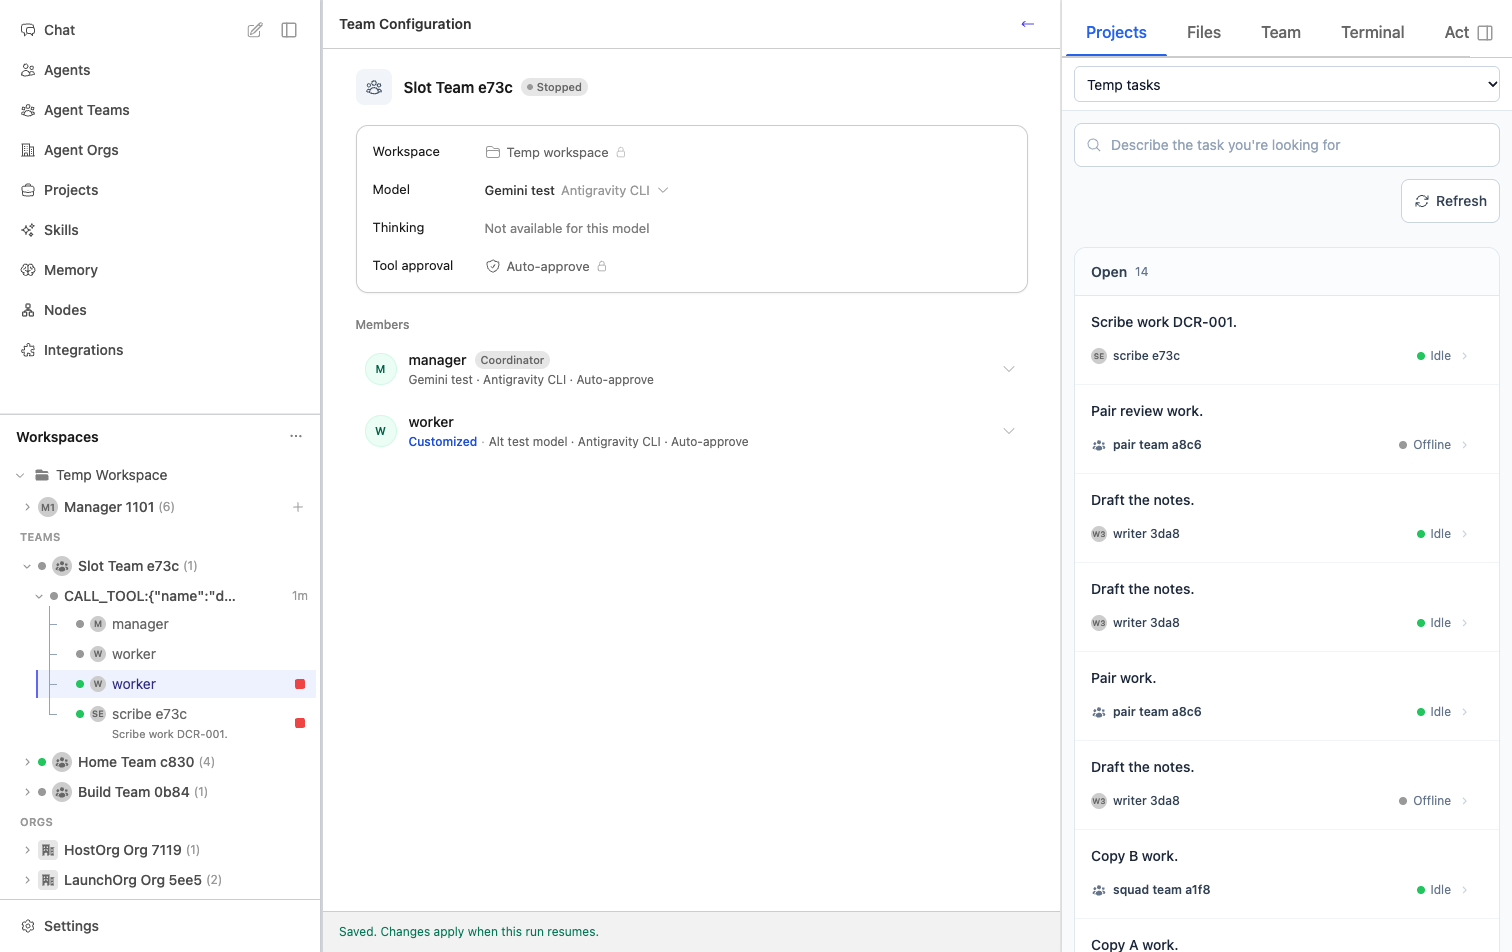 Chat
Agents
Agent Teams
Agent Orgs
Projects
Skills
Memory
Nodes
Integrations
Workspaces
Temp Workspace
M1 Manager 1101 (6)
TEAMS
Slot Team e73c (1)
CALL_TOOL:{"name":"d... 1m
M manager
W worker
W worker
SE scribe e73c
Scribe work DCR-001.
Home Team c830 (4)
Build Team 0b84 (1)
ORGS
HostOrg Org 7119 (1)
LaunchOrg Org 5ee5 (2)
Settings
Team Configuration
Slot Team e73c Stopped
Workspace Temp workspace
Model Gemini test Antigravity CLI
Thinking Not available for this model
Tool approval Auto-approve
Members
M manager Coordinator
Gemini test · Antigravity CLI · Auto-approve
W worker
Customized · Alt test model · Antigravity CLI · Auto-approve
Saved. Changes apply when this run resumes.
Projects Files Team Terminal Act
Temp tasks
Describe the task you're looking for
Refresh
Open 14
Scribe work DCR-001.
SE scribe e73c Idle
Pair review work.
pair team a8c6 Offline
Draft the notes.
W3 writer 3da8 Idle
Draft the notes.
W3 writer 3da8 Idle
Pair work.
pair team a8c6 Idle
Draft the notes.
W3 writer 3da8 Offline
Copy B work.
squad team a1f8 Idle
Copy A work.